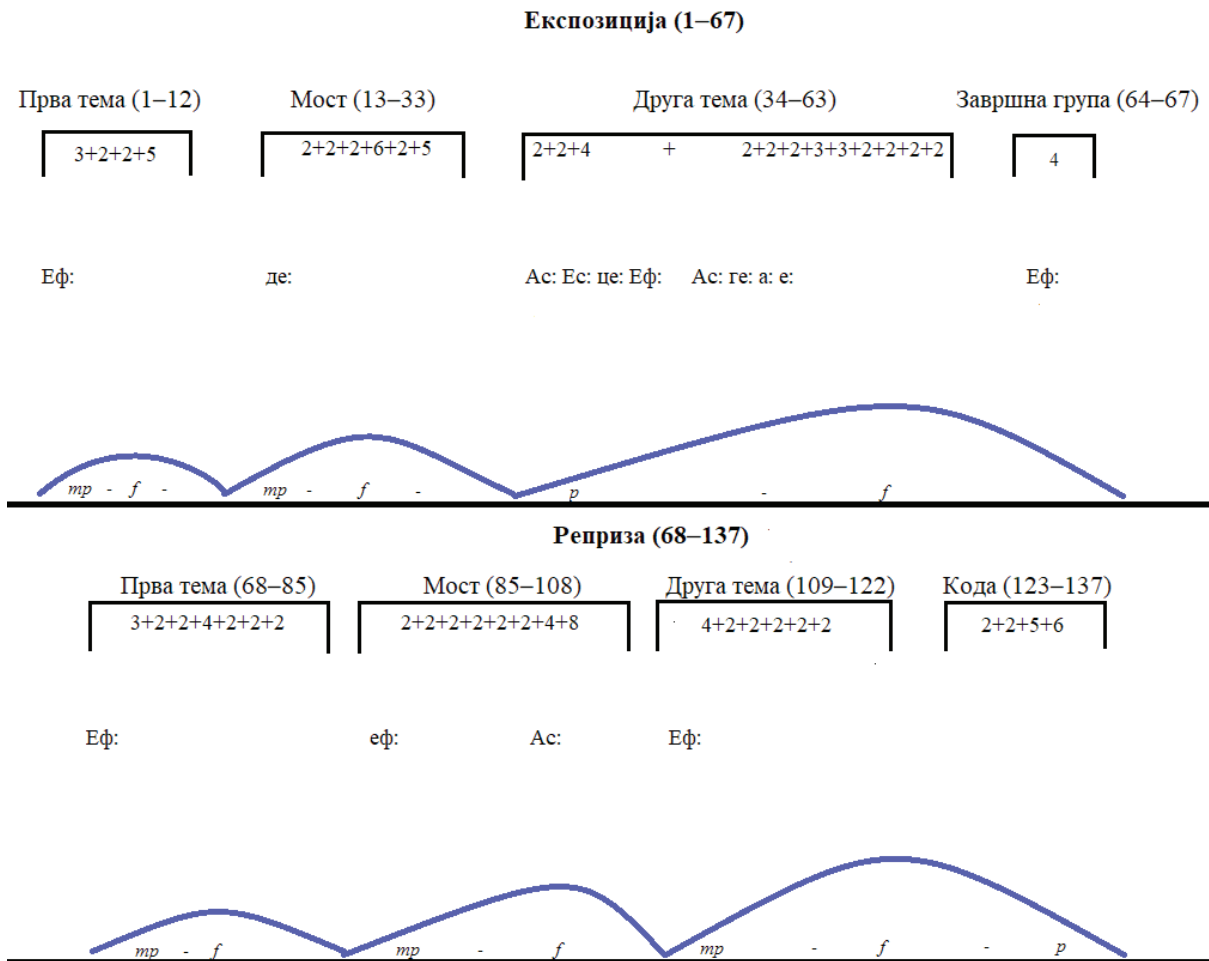 Експозиција (1–67)
Прва тема (1–12) Мост (13–33) Друга тема (34–63) Завршна група (64–67)
3+2+2+5 2+2+2+6+2+5 2+2+4 + 2+2+2+3+3+2+2+2+2 4
Еф: де: Ас: Ес: це: Еф: Ас: ге: а: е: Еф:
mp - f - mp - f - p - f
Реприза (68–137)
Прва тема (68–85) Мост (85–108) Друга тема (109–122) Кода (123–137)
3+2+2+4+2+2+2 2+2+2+2+2+2+4+8 4+2+2+2+2+2 2+2+5+6
Еф: еф: Ас: Еф:
mp - f mp - f mp - f - p